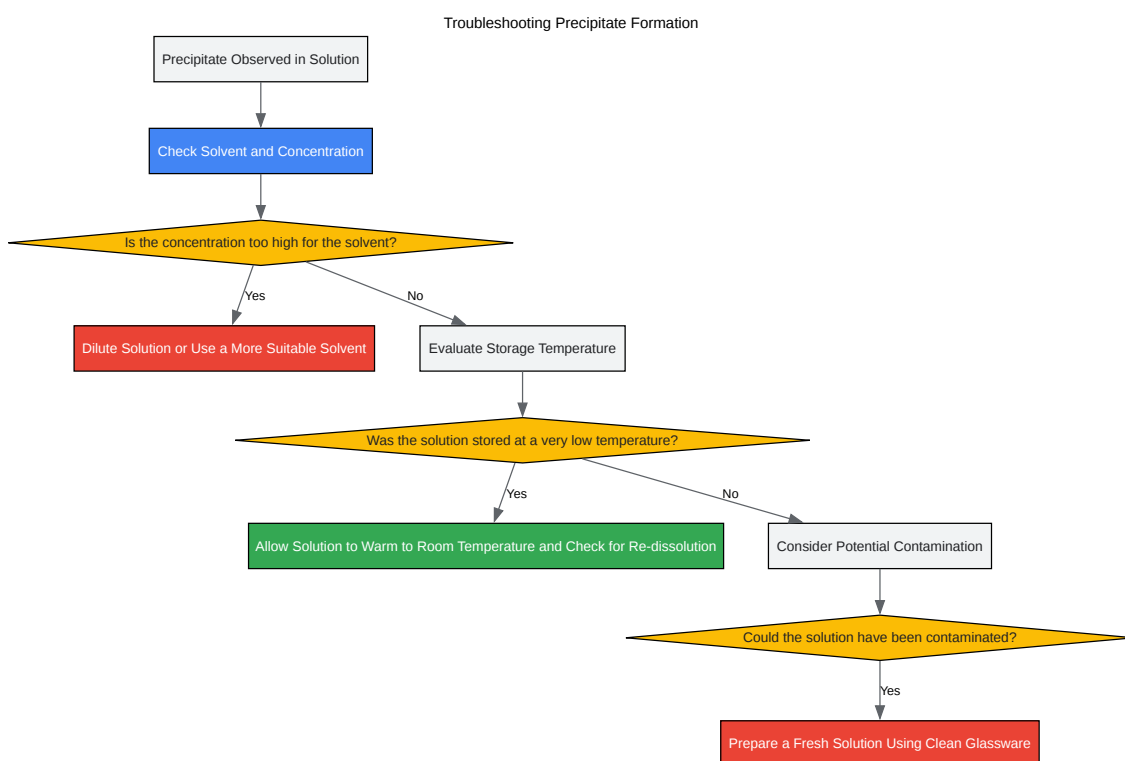 Troubleshooting Precipitate Formation
Precipitate Observed in Solution
Check Solvent and Concentration
Is the concentration too high for the solvent?
Yes
No
Dilute Solution or Use a More Suitable Solvent
Evaluate Storage Temperature
Was the solution stored at a very low temperature?
Yes
No
Allow Solution to Warm to Room Temperature and Check for Re-dissolution
Consider Potential Contamination
Could the solution have been contaminated?
Yes
Prepare a Fresh Solution Using Clean Glassware